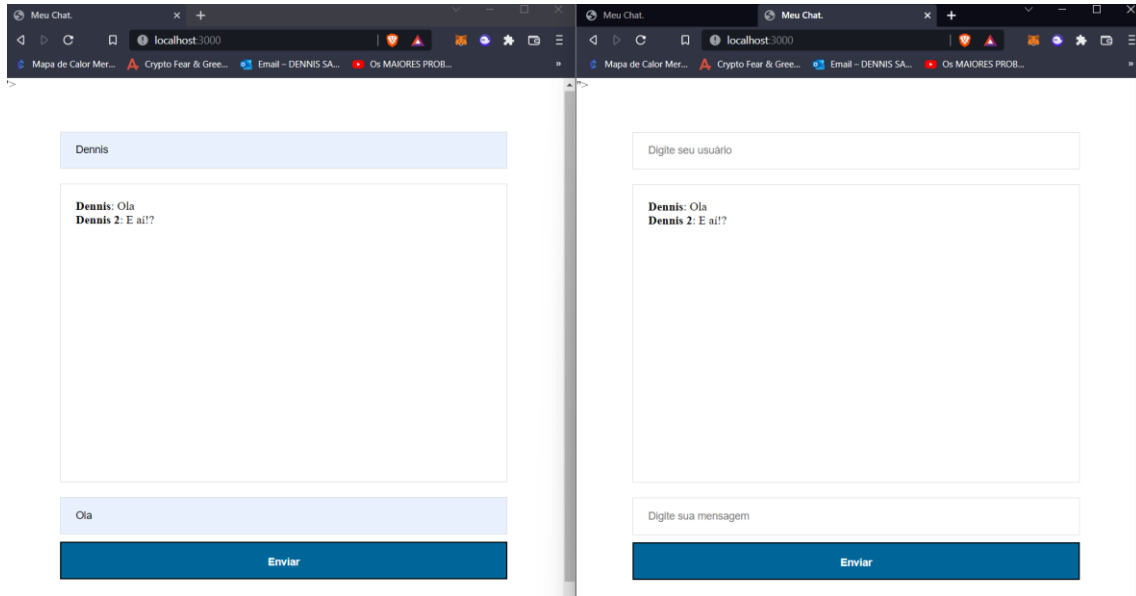 Meu Chat.
localhost:3000
Mapa de Calor Mer... Crypto Fear & Gree... Email – DENNIS SA... Os MAIORES PROB... »
">
Dennis
Dennis: Ola
Dennis 2: E aí!?
Ola
Enviar
Meu Chat. Meu Chat.
localhost:3000
Mapa de Calor Mer... Crypto Fear & Gree... Email – DENNIS SA... Os MAIORES PROB... »
">
Digite seu usuário
Dennis: Ola
Dennis 2: E aí!?
Digite sua mensagem
Enviar